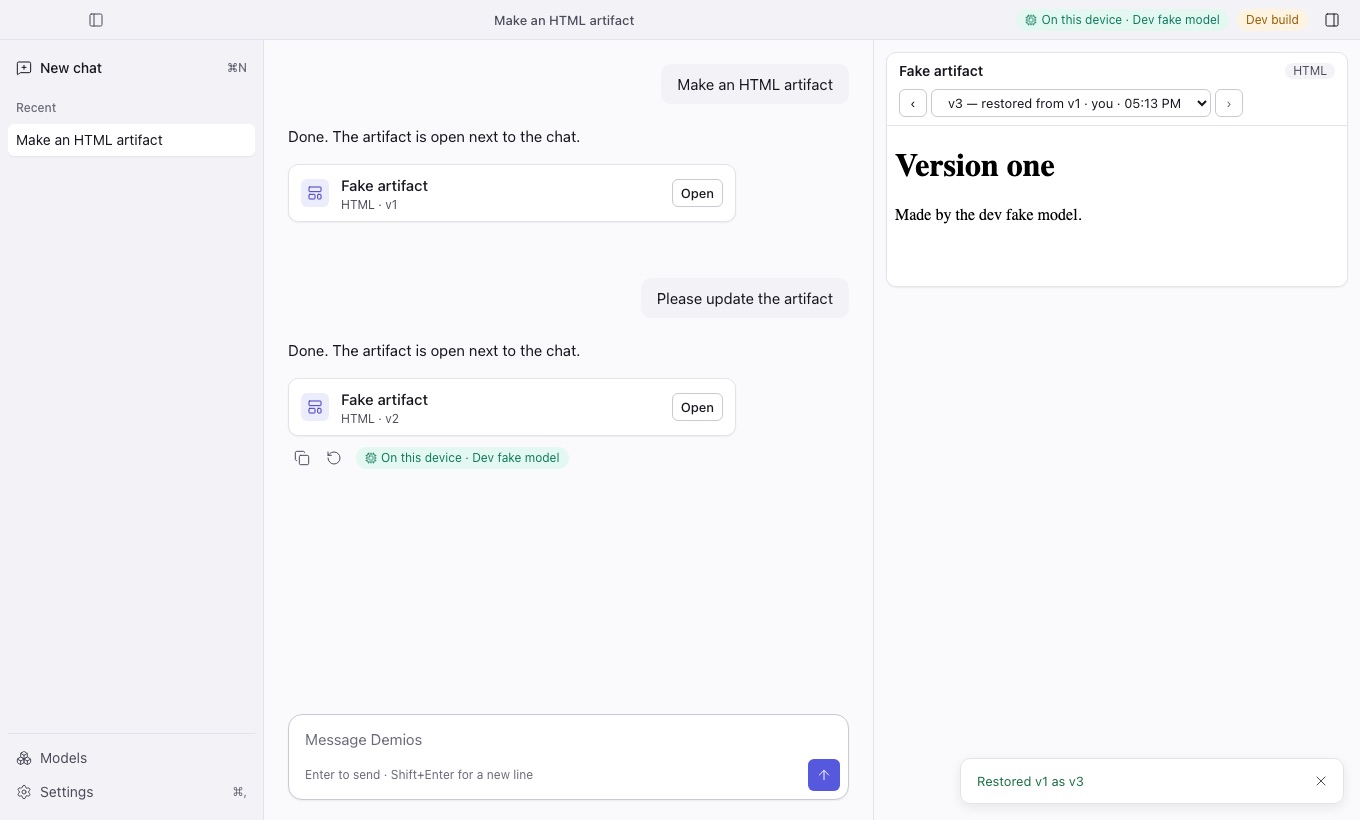 Make an HTML artifact
On this device · Dev fake model
Dev build
New chat
⌘N
Recent
Make an HTML artifact
Models
Settings
⌘,
Make an HTML artifact
Done. The artifact is open next to the chat.
Fake artifact
HTML · v1
Open
Please update the artifact
Done. The artifact is open next to the chat.
Fake artifact
HTML · v2
Open
On this device · Dev fake model
Message Demios
Enter to send · Shift+Enter for a new line
Fake artifact
HTML
‹
v3 — restored from v1 · you · 05:13 PM
›
Version one
Made by the dev fake model.
Restored v1 as v3